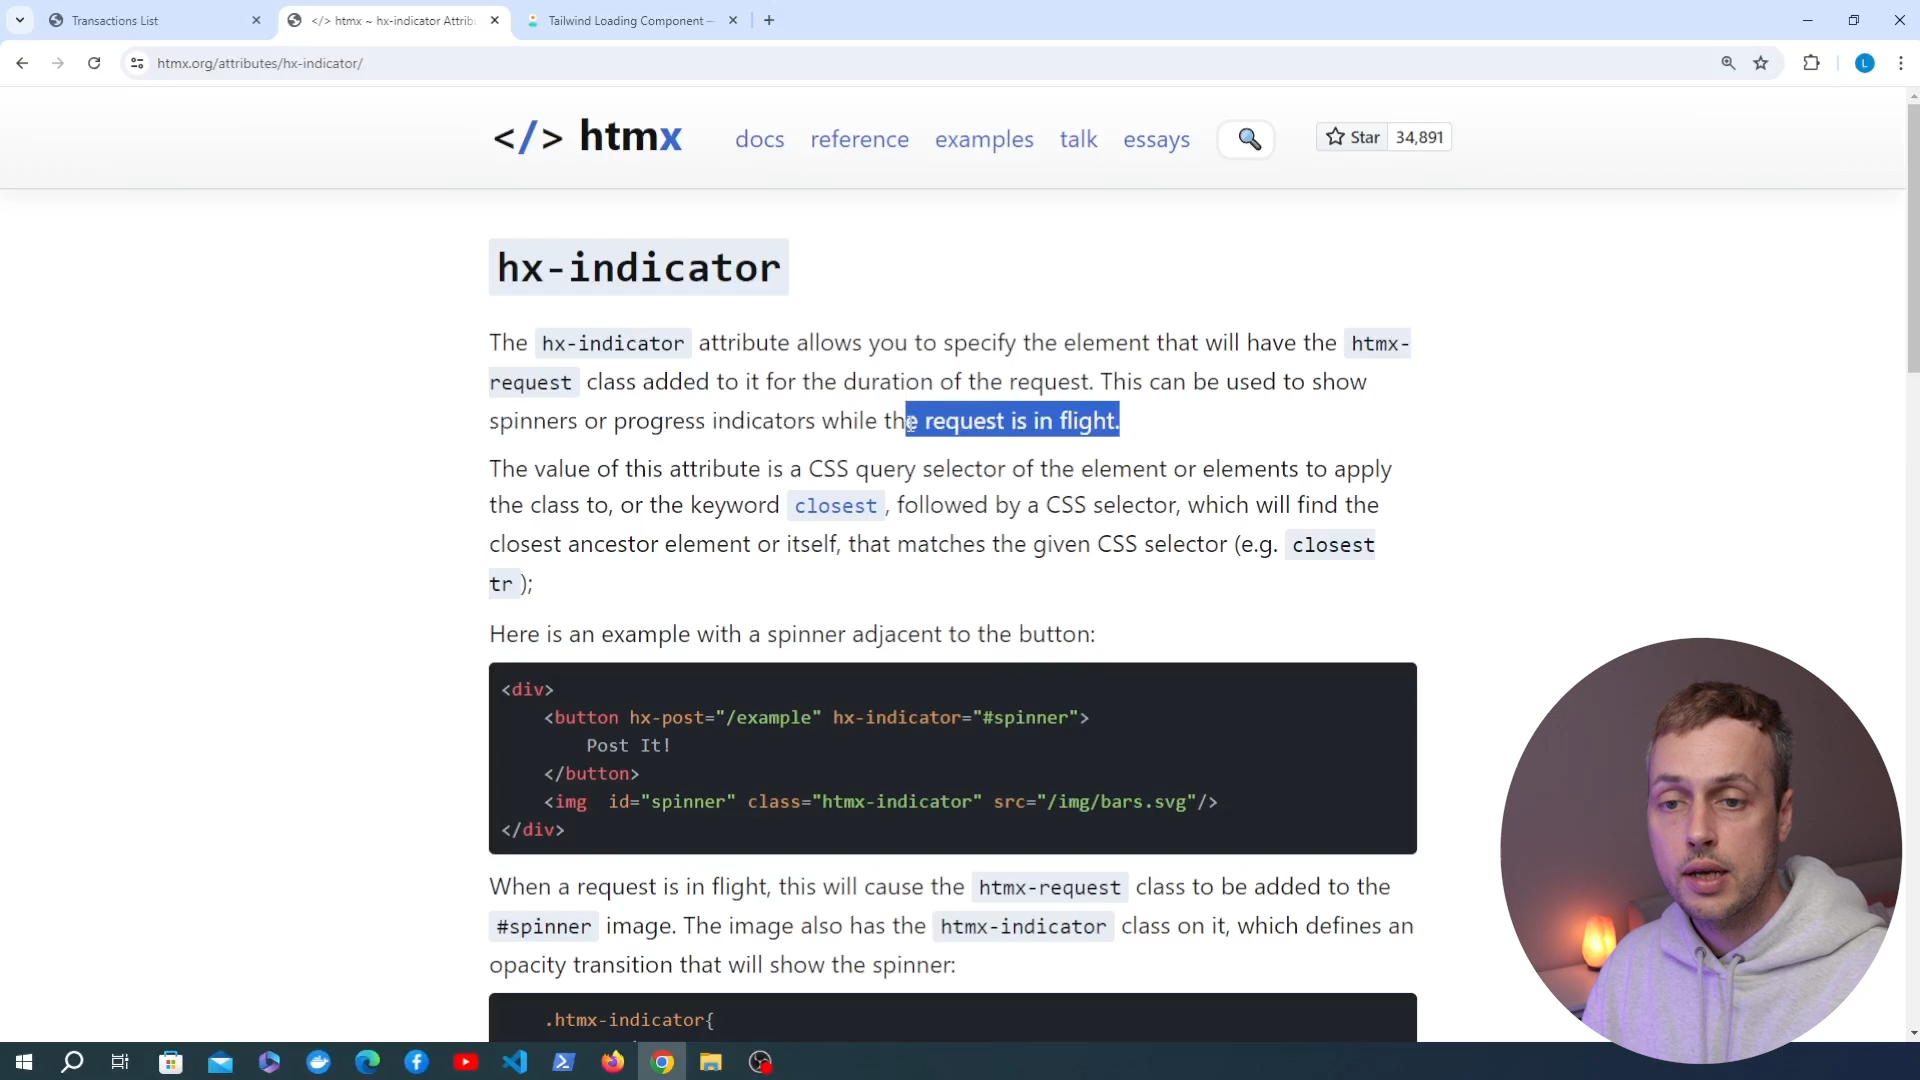 Transactions List
</> htmx ~ hx-indicator Attribu
Tailwind Loading Component —
htmx.org/attributes/hx-indicator/
L
</> htmx
docs
reference
examples
talk
essays
Star
34,891
hx-indicator
The hx-indicator attribute allows you to specify the element that will have the htmx-
request class added to it for the duration of the request. This can be used to show
spinners or progress indicators while the request is in flight.
The value of this attribute is a CSS query selector of the element or elements to apply
the class to, or the keyword closest, followed by a CSS selector, which will find the
closest ancestor element or itself, that matches the given CSS selector (e.g. closest
tr );
Here is an example with a spinner adjacent to the button:
<div>
<button hx-post="/example" hx-indicator="#spinner">
Post It!
</button>
<img id="spinner" class="htmx-indicator" src="/img/bars.svg"/>
</div>
When a request is in flight, this will cause the htmx-request class to be added to the
#spinner image. The image also has the htmx-indicator class on it, which defines an
opacity transition that will show the spinner:
.htmx-indicator{